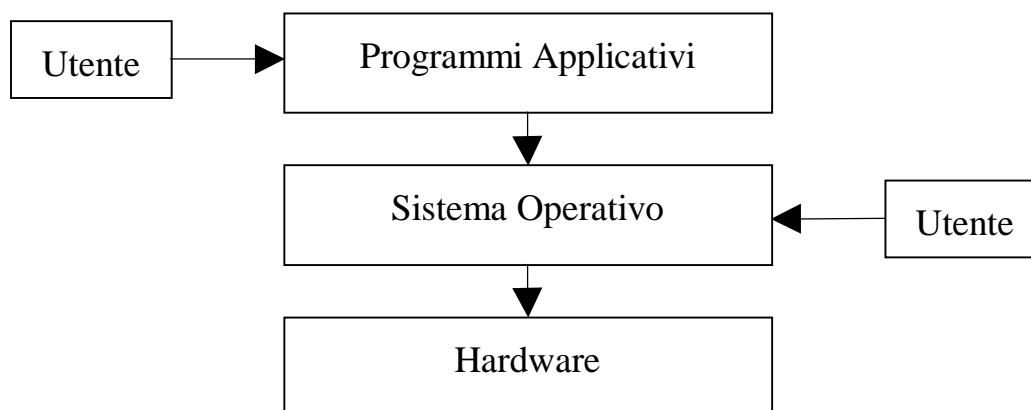 Utente
Programmi Applicativi
Sistema Operativo
Utente
Hardware